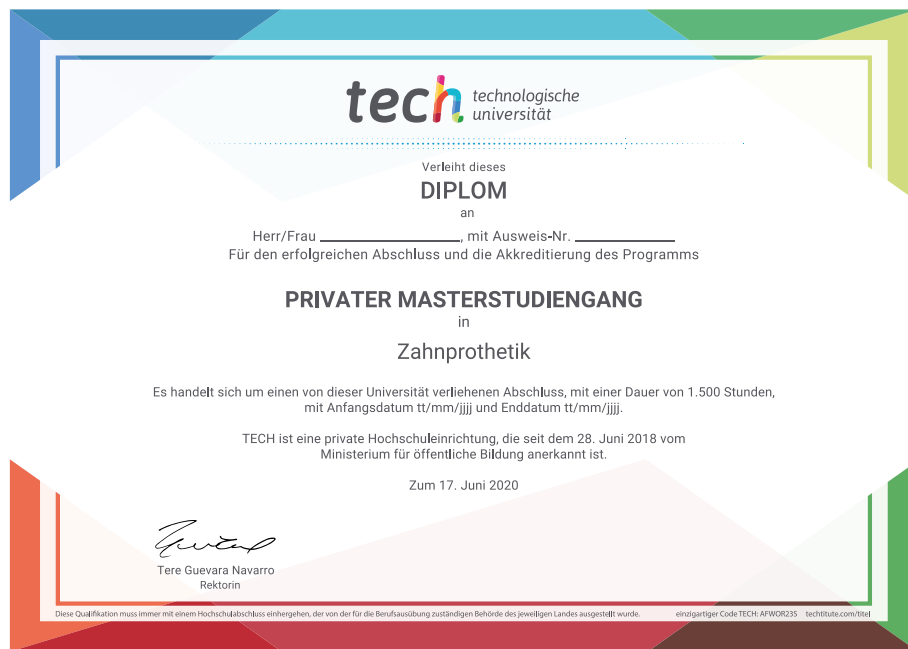 tech technologische
universität
Verleiht dieses
DIPLOM
an
Herr/Frau ____________________, mit Ausweis-Nr. ______________
Für den erfolgreichen Abschluss und die Akkreditierung des Programms
PRIVATER MASTERSTUDIENGANG
in
Zahnprothetik
Es handelt sich um einen von dieser Universität verliehenen Abschluss, mit einer Dauer von 1.500 Stunden,
mit Anfangsdatum tt/mm/jjjj und Enddatum tt/mm/jjjj.
TECH ist eine private Hochschuleinrichtung, die seit dem 28. Juni 2018 vom
Ministerium für öffentliche Bildung anerkannt ist.
Zum 17. Juni 2020
Tere Guevara Navarro
Rektorin
Diese Qualifikation muss immer mit einem Hochschulabschluss einhergehen, der von der für die Berufsausübung zuständigen Behörde des jeweiligen Landes ausgestellt wurde. einzigartiger Code TECH: AFWOR23S techtitute.com/titel